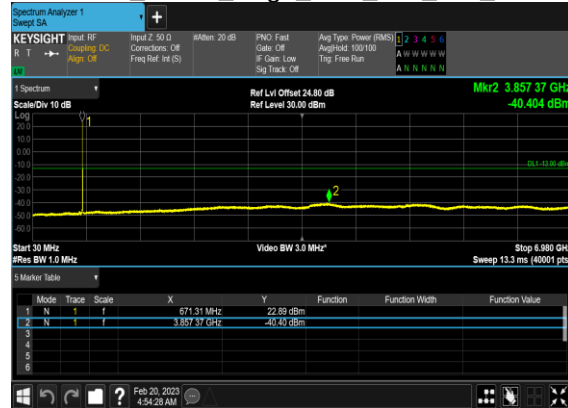 Spectrum Analyzer 1
Swept SA
+
KEYSIGHT Input: RF Input Z: 50 Ω #Atten: 20 dB PNO: Fast Avg Type: Power (RMS) 1 2 3 4 5 6
R T Coupling: DC Corrections: Off Gate: Off Avg|Hold: 100/100 A W W W W W
Align: Off Freq Ref: Int (S) IF Gain: Low Trig: Free Run
Sig Track: Off A N N N N N
1 Spectrum Ref Lvl Offset 24.80 dB Mkr2 3.857 37 GHz
Scale/Div 10 dB Ref Level 30.00 dBm -40.404 dBm
Log
20.0
10.0
0.00
-10.0
-20.0
-30.0
-40.0
-50.0
-60.0
1
DL1 -13.00 dBm
2
Start 30 MHz Video BW 3.0 MHz* Stop 6.980 GHz
#Res BW 1.0 MHz Sweep 13.3 ms (40001 pts)
5 Marker Table
Mode Trace Scale X Y Function Function Width Function Value
1 N 1 f 671.31 MHz 22.89 dBm
2 N 1 f 3.857 37 GHz -40.40 dBm
3
4
5
6
? Feb 20, 2023
4:54:28 AM